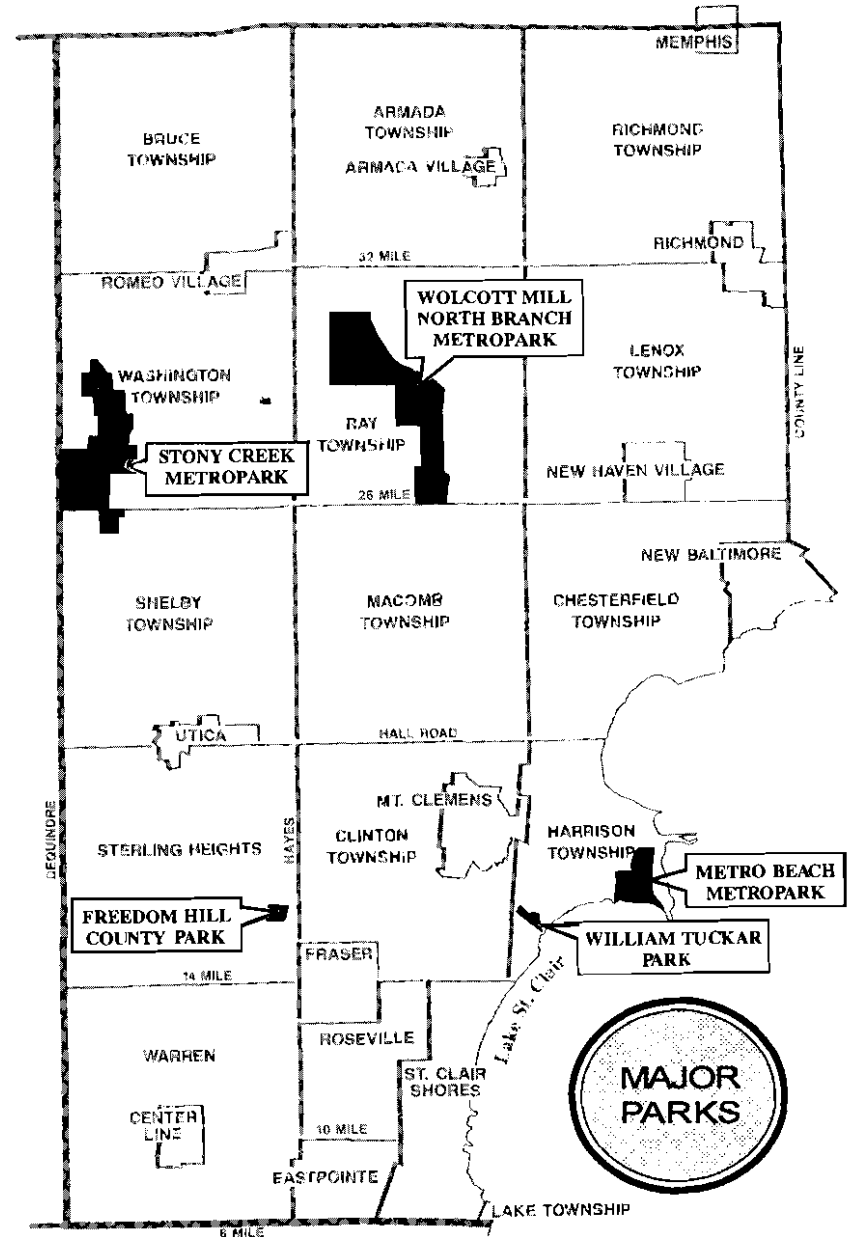 MEMPHIS
ARMADA
TOWNSHIP
BRUCE
TOWNSHIP
RICHMOND
TOWNSHIP
ARMACA VILLAGE
RICHMOND
32 MILE
ROMEO VILLAGE
WOLCOTT MILL
NORTH BRANCH
METROPARK
LENOX
TOWNSHIP
COUNTY LINE
WASHINGTON
TOWNSHIP
RAY
TOWNSHIP
STONY CREEK
METROPARK
NEW HAVEN VILLAGE
26 MILE
NEW BALTIMORE
SHELBY
TOWNSHIP
MACOMB
TOWNSHIP
CHESTERFIELD
TOWNSHIP
UTICA
HALL ROAD
MT. CLEMENS
DEQUINDRE
HAYES
STERLING HEIGHTS
CLINTON
TOWNSHIP
HARRISON
TOWNSHIP
METRO BEACH
METROPARK
FREEDOM HILL
COUNTY PARK
WILLIAM TUCKAR
PARK
FRASER
14 MILE
Lake St. Clair
ROSEVILLE
WARREN
ST. CLAIR
SHORES
MAJOR
PARKS
CENTER
LINE
10 MILE
EASTPOINTE
LAKE TOWNSHIP
8 MILE